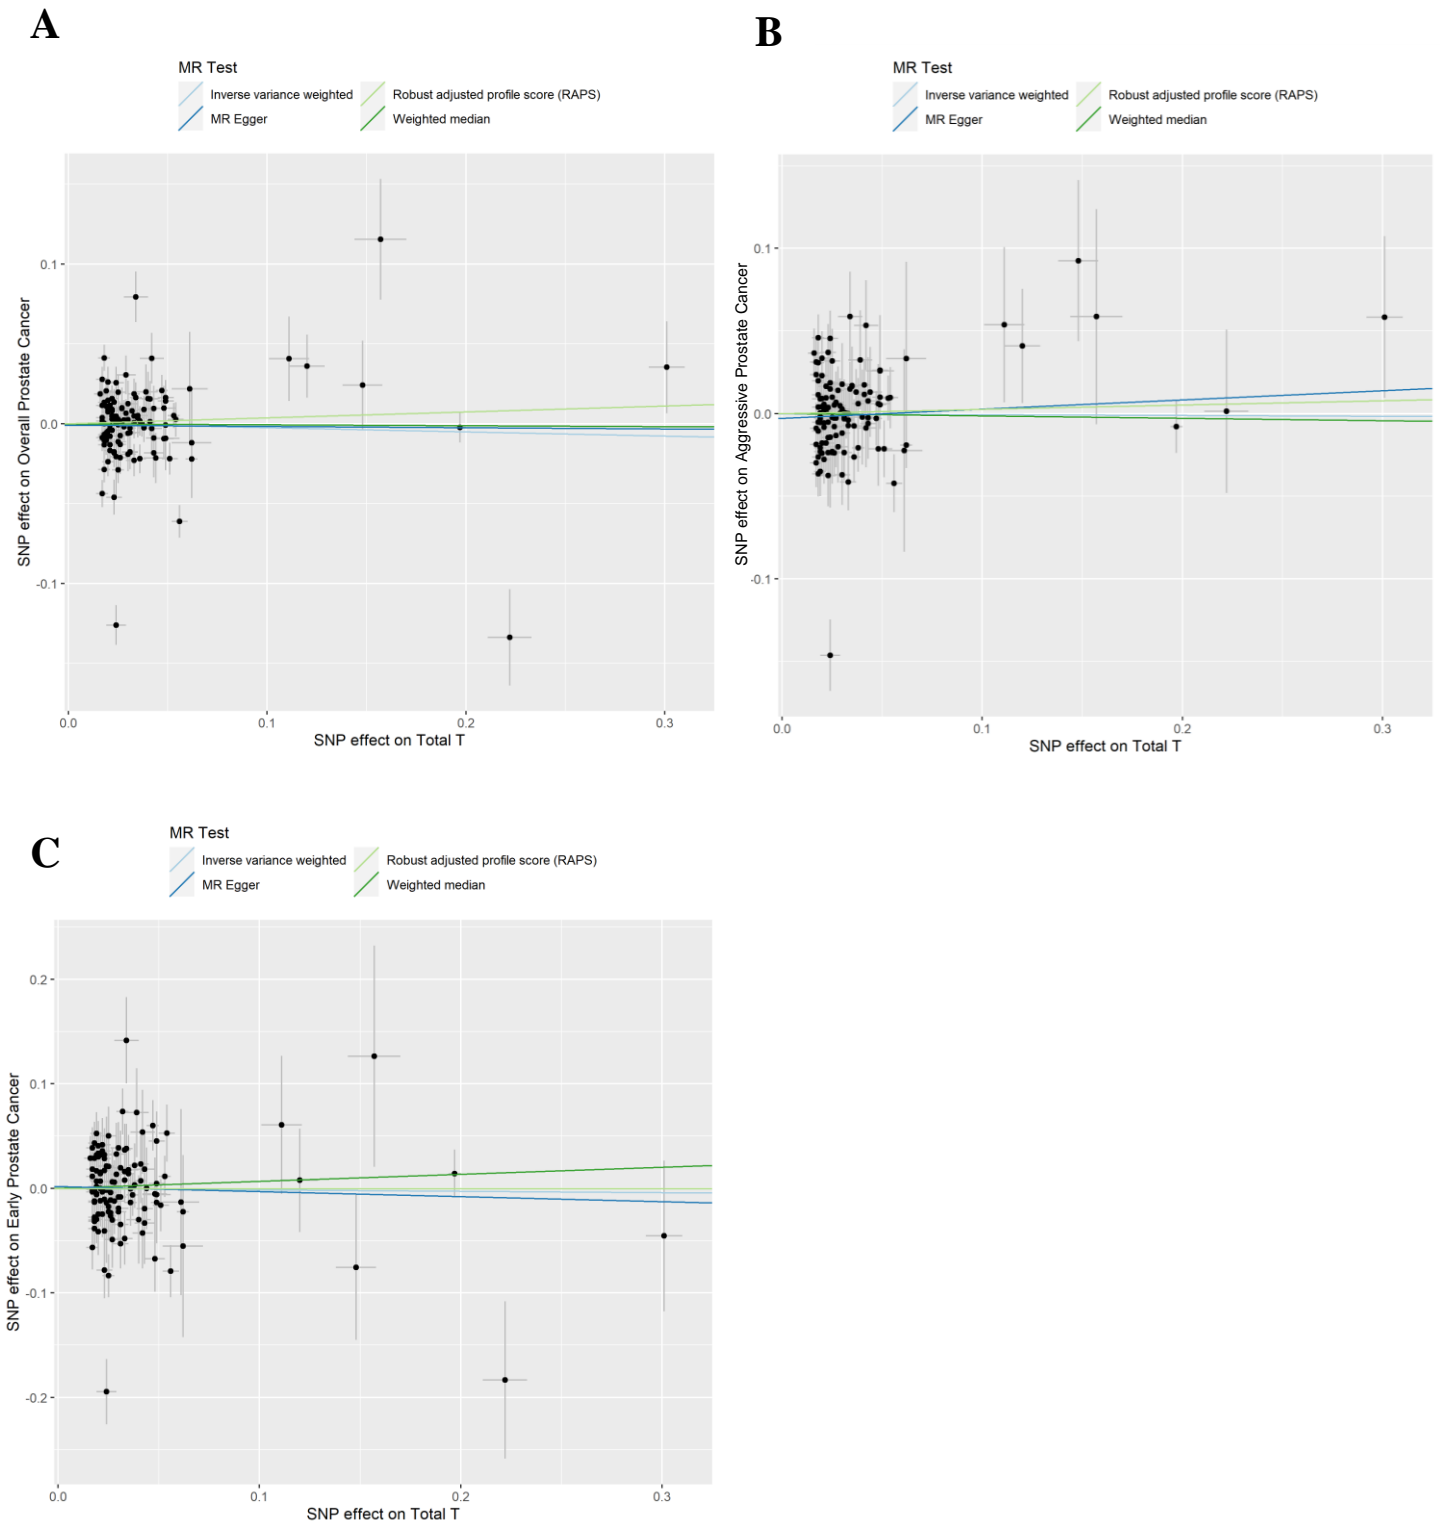 A
MR Test
Inverse variance weighted
Robust adjusted profile score (RAPS)
MR Egger
Weighted median
SNP effect on Overall Prostate Cancer
0.1
0.0
-0.1
0.0
0.1
0.2
0.3
SNP effect on Total T
B
MR Test
Inverse variance weighted
Robust adjusted profile score (RAPS)
MR Egger
Weighted median
SNP effect on Aggressive Prostate Cancer
0.1
0.0
-0.1
0.0
0.1
0.2
0.3
SNP effect on Total T
C
MR Test
Inverse variance weighted
Robust adjusted profile score (RAPS)
MR Egger
Weighted median
SNP effect on Early Prostate Cancer
0.2
0.1
0.0
-0.1
-0.2
0.0
0.1
0.2
0.3
SNP effect on Total T